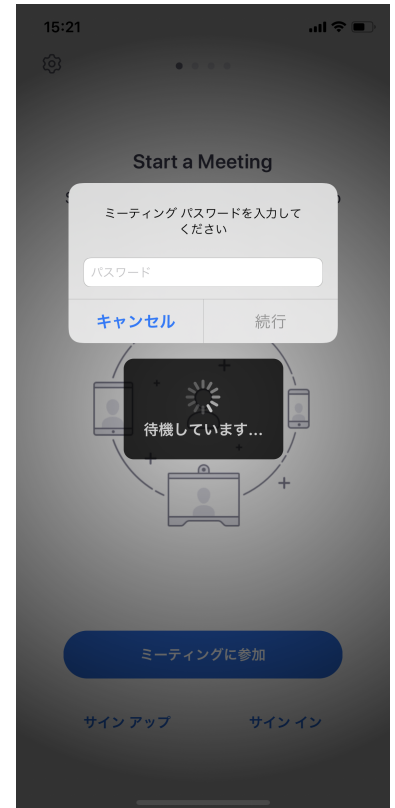 15:21
Start a Meeting
ミーティング パスワードを入力して
ください
パスワード
キャンセル
続行
待機しています...
ミーティングに参加
サイン アップ
サイン イン